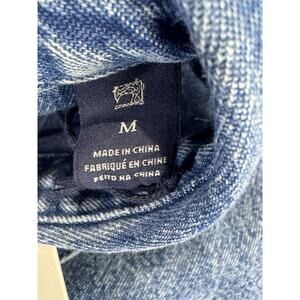 M
MADE IN CHINA
FABRIQUÉ EN CHINE
FEITO NA CHINA